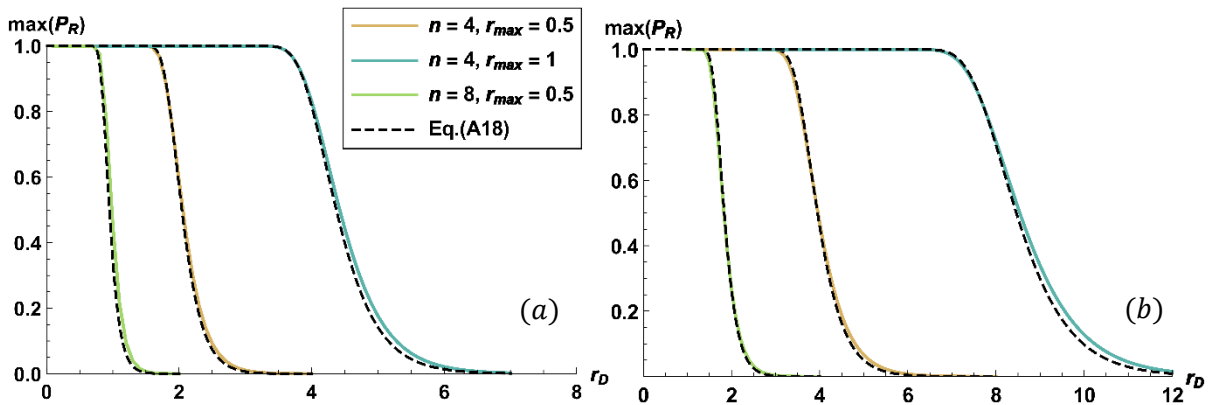 max(P_R)
1.0
0.8
0.6
0.4
0.2
0 2 4 6 8 r_D
(a)
n = 4, r_max = 0.5
n = 4, r_max = 1
n = 8, r_max = 0.5
Eq.(A18)
max(P_R)
1.0
0.8
0.6
0.4
0.2
0 2 4 6 8 10 12 r_D
(b)